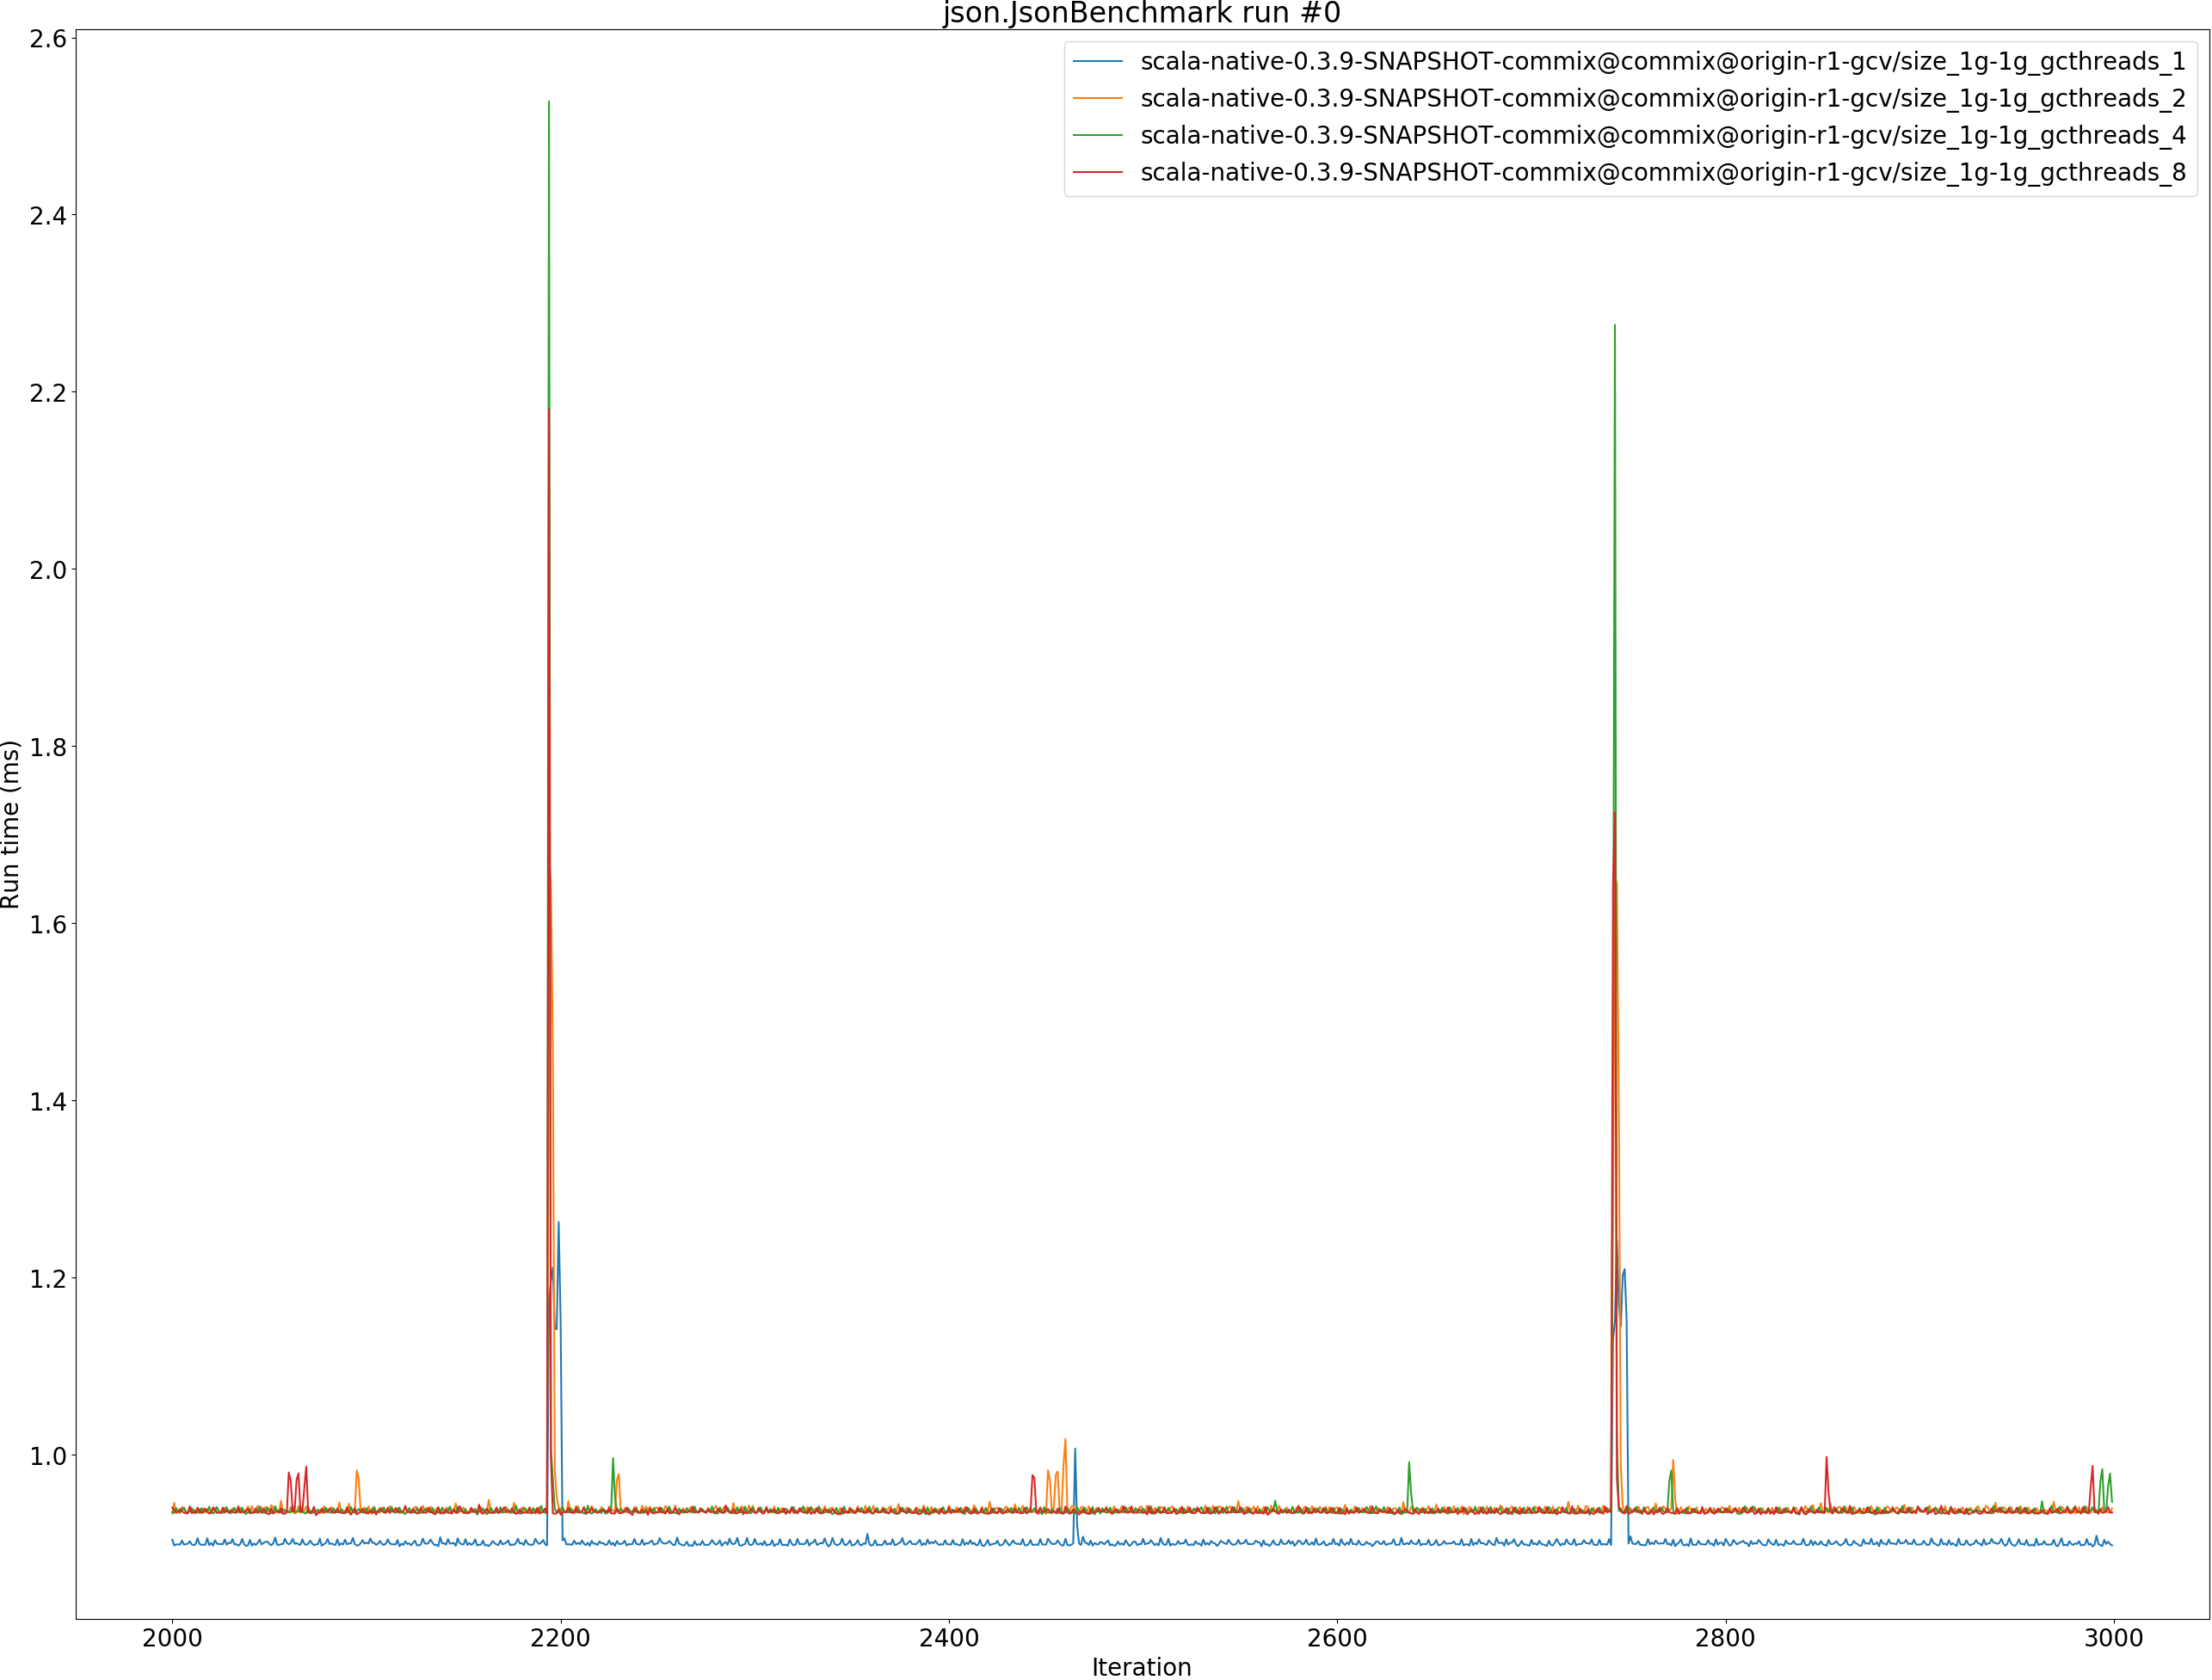 json.JsonBenchmark run #0
scala-native-0.3.9-SNAPSHOT-commix@commix@origin-r1-gcv/size_1g-1g_gcthreads_1
scala-native-0.3.9-SNAPSHOT-commix@commix@origin-r1-gcv/size_1g-1g_gcthreads_2
scala-native-0.3.9-SNAPSHOT-commix@commix@origin-r1-gcv/size_1g-1g_gcthreads_4
scala-native-0.3.9-SNAPSHOT-commix@commix@origin-r1-gcv/size_1g-1g_gcthreads_8
2.6
2.4
2.2
2.0
1.8
1.6
1.4
1.2
1.0
Run time (ms)
2000 2200 2400 2600 2800 3000
Iteration